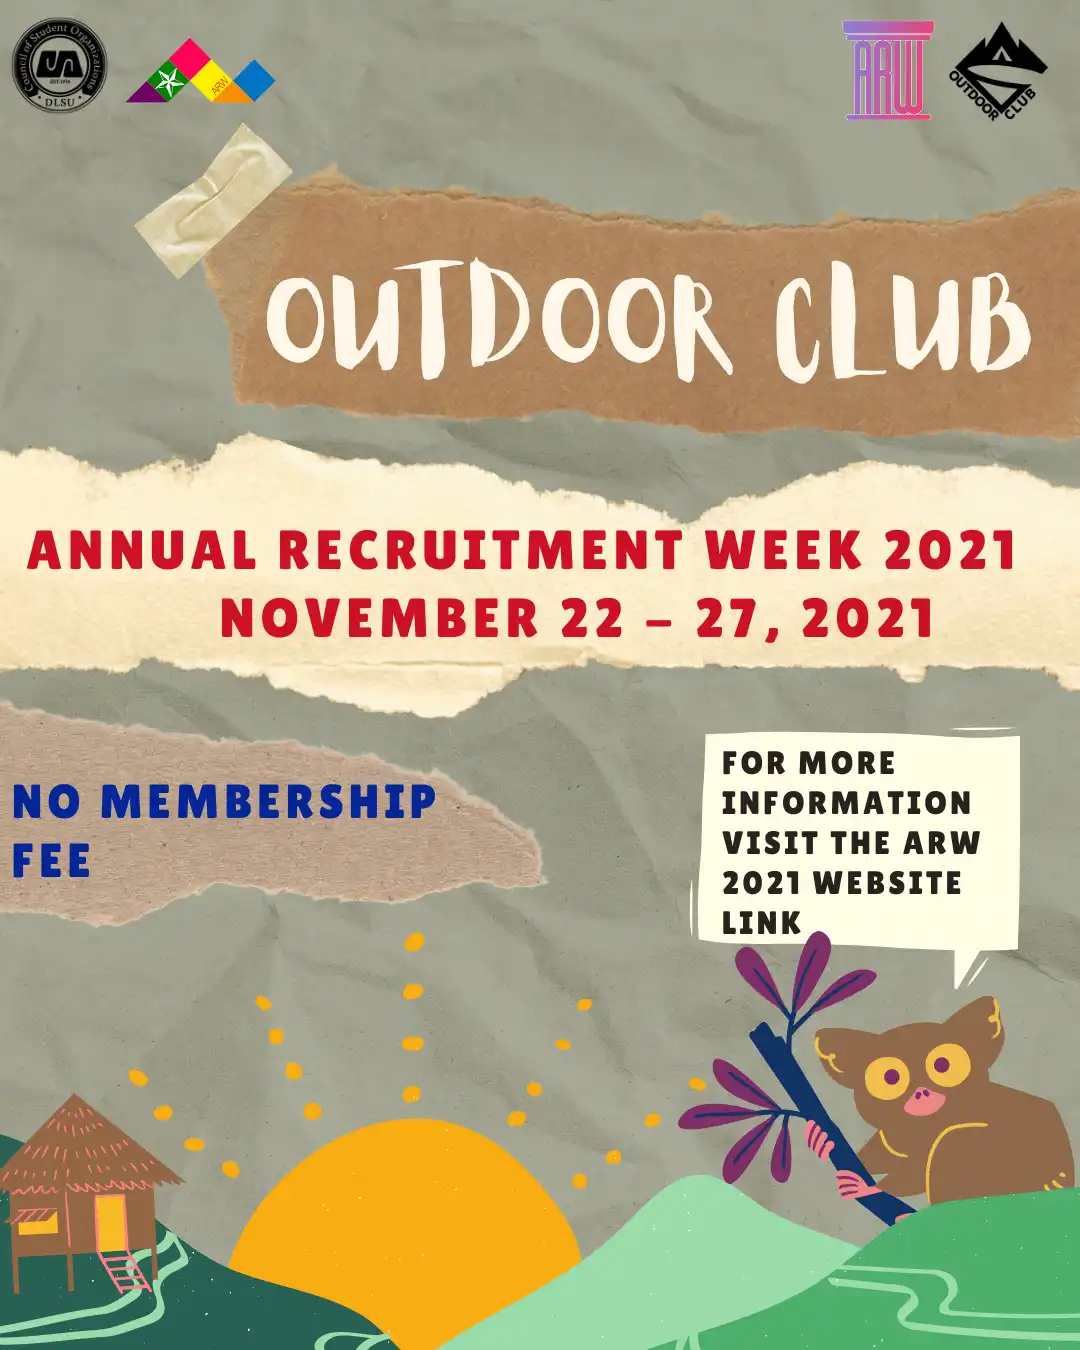 Council of Student Organizations
EST. 1974
DLSU
ARW
ARW
OUTDOOR CLUB
OUTDOOR CLUB
ANNUAL RECRUITMENT WEEK 2021
NOVEMBER 22 – 27, 2021
NO MEMBERSHIP
FEE
FOR MORE
INFORMATION
VISIT THE ARW
2021 WEBSITE
LINK